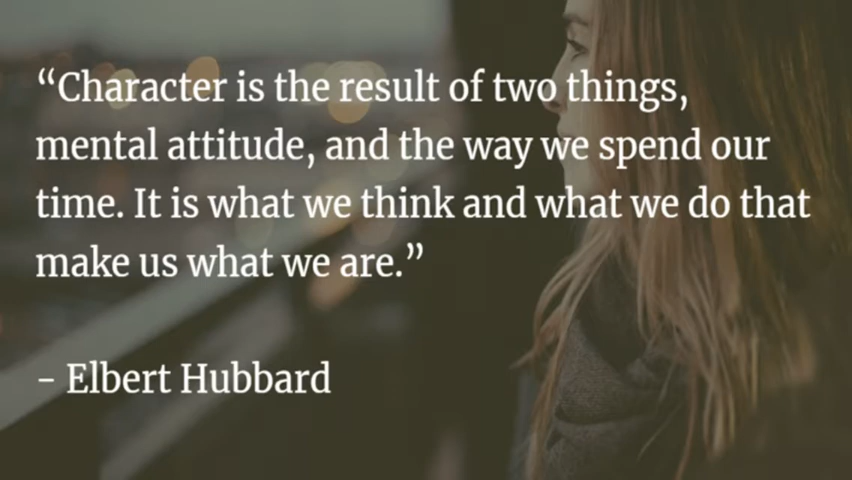 “Character is the result of two things,
mental attitude, and the way we spend our
time. It is what we think and what we do that
make us what we are.”
– Elbert Hubbard